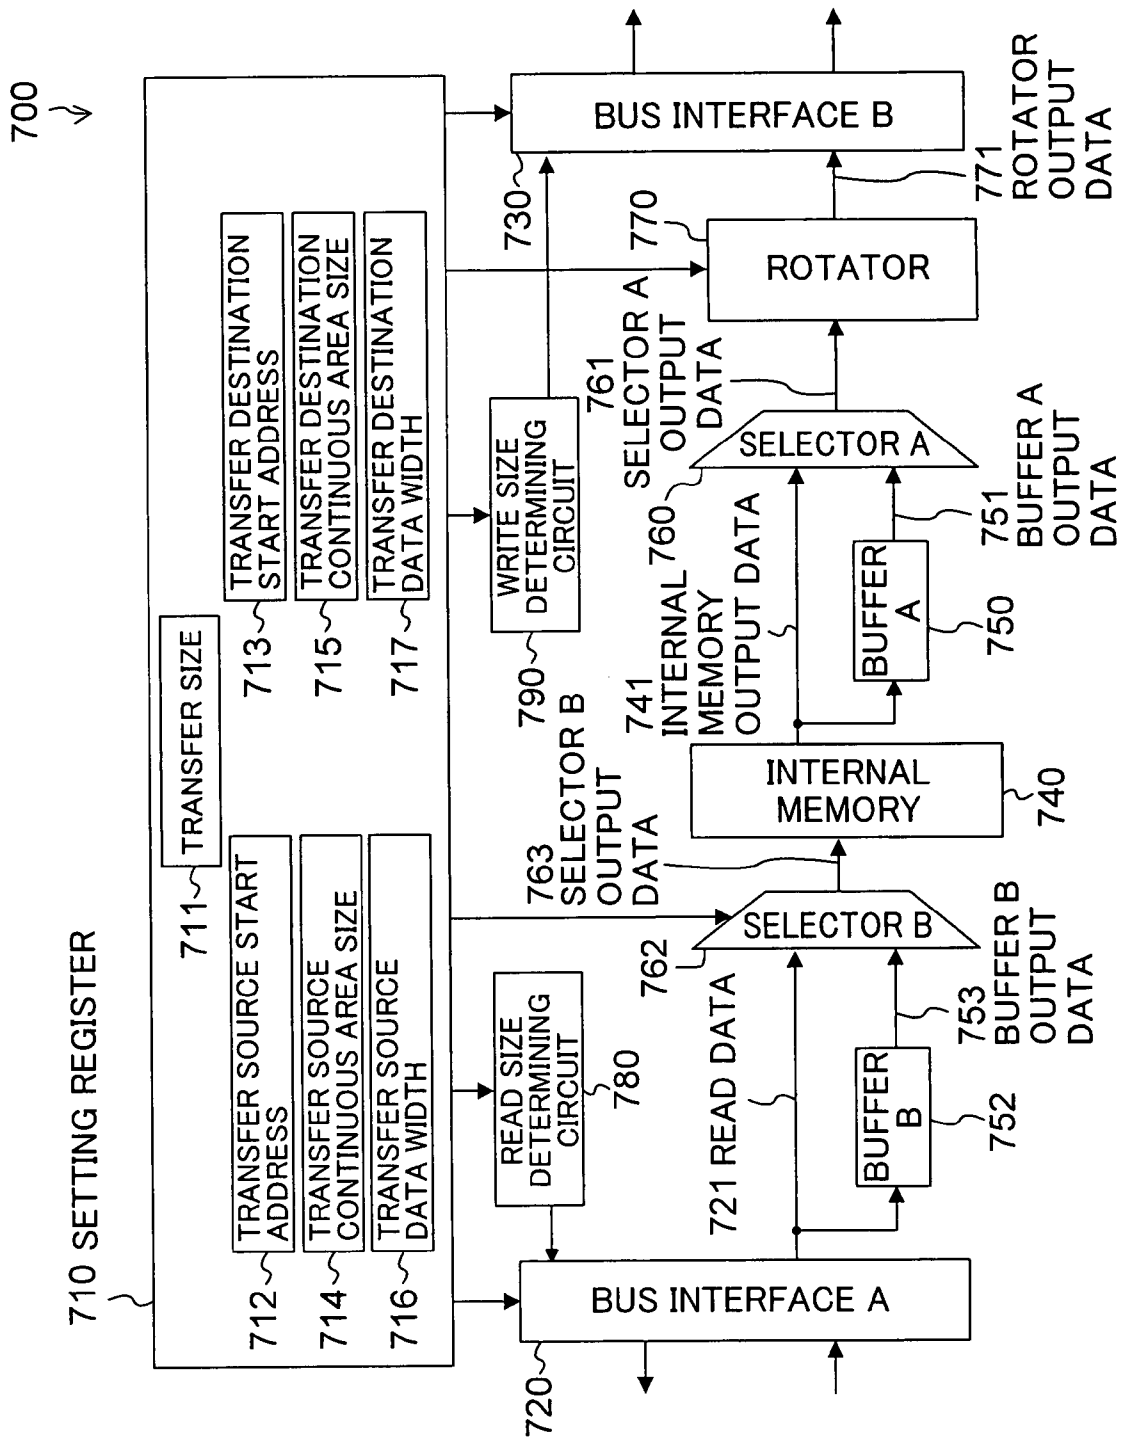 700
710 SETTING REGISTER
711
TRANSFER SIZE
712
TRANSFER SOURCE START
ADDRESS
714
TRANSFER SOURCE
CONTINUOUS AREA SIZE
716
TRANSFER SOURCE
DATA WIDTH
713
TRANSFER DESTINATION
START ADDRESS
715
TRANSFER DESTINATION
CONTINUOUS AREA SIZE
717
TRANSFER DESTINATION
DATA WIDTH
READ SIZE
DETERMINING
CIRCUIT
780
WRITE SIZE
DETERMINING
CIRCUIT
790
720
BUS INTERFACE A
721 READ DATA
BUFFER
B
752
753
BUFFER B
OUTPUT
DATA
762
SELECTOR B
763
SELECTOR B
OUTPUT
DATA
INTERNAL
MEMORY
740
741
INTERNAL
MEMORY
OUTPUT DATA
BUFFER
A
750
751
BUFFER A
OUTPUT
DATA
760
SELECTOR A
761
SELECTOR A
OUTPUT
DATA
770
ROTATOR
771
ROTATOR
OUTPUT
DATA
730
BUS INTERFACE B